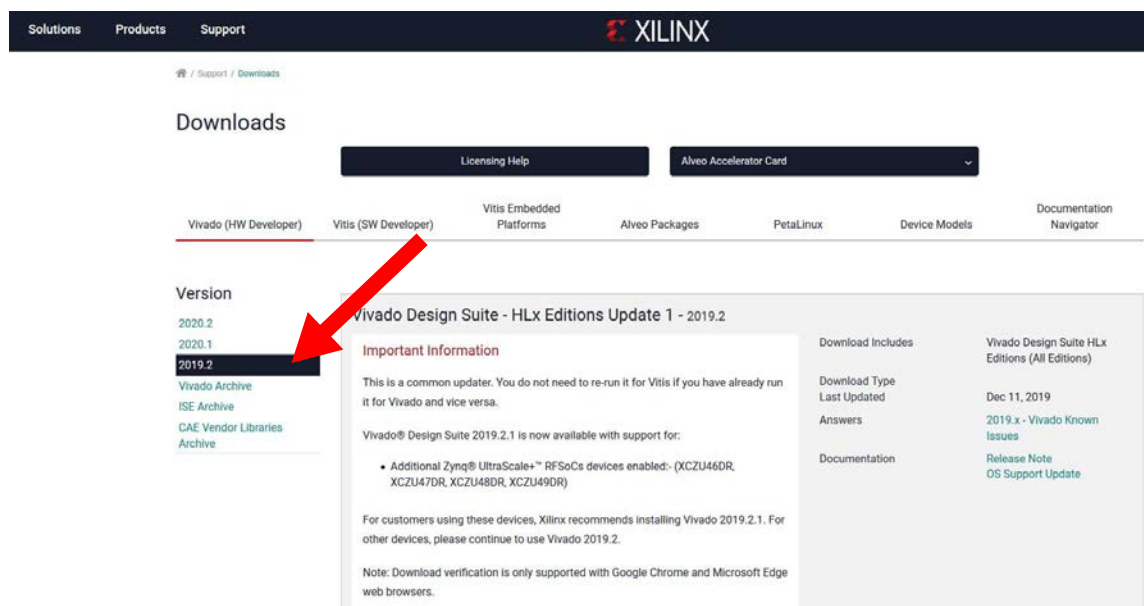 Solutions Products Support XILINX
/ Support / Downloads
Downloads
Licensing Help Alveo Accelerator Card
Vivado (HW Developer) Vitis (SW Developer) Vitis Embedded Platforms Alveo Packages PetaLinux Device Models Documentation Navigator
Version
2020.2
2020.1
2019.2
Vivado Archive
ISE Archive
CAE Vendor Libraries
Archive
Vivado Design Suite - HLx Editions Update 1 - 2019.2
Important Information
This is a common updater. You do not need to re-run it for Vitis if you have already run
it for Vivado and vice versa.
Vivado® Design Suite 2019.2.1 is now available with support for:
• Additional Zynq® UltraScale+™ RFSoCs devices enabled:- (XCZU46DR,
XCZU47DR, XCZU48DR, XCZU49DR)
For customers using these devices, Xilinx recommends installing Vivado 2019.2.1. For
other devices, please continue to use Vivado 2019.2.
Note: Download verification is only supported with Google Chrome and Microsoft Edge
web browsers.
Download Includes Vivado Design Suite HLx
Editions (All Editions)
Download Type
Last Updated Dec 11, 2019
Answers 2019.x - Vivado Known
Issues
Documentation Release Note
OS Support Update